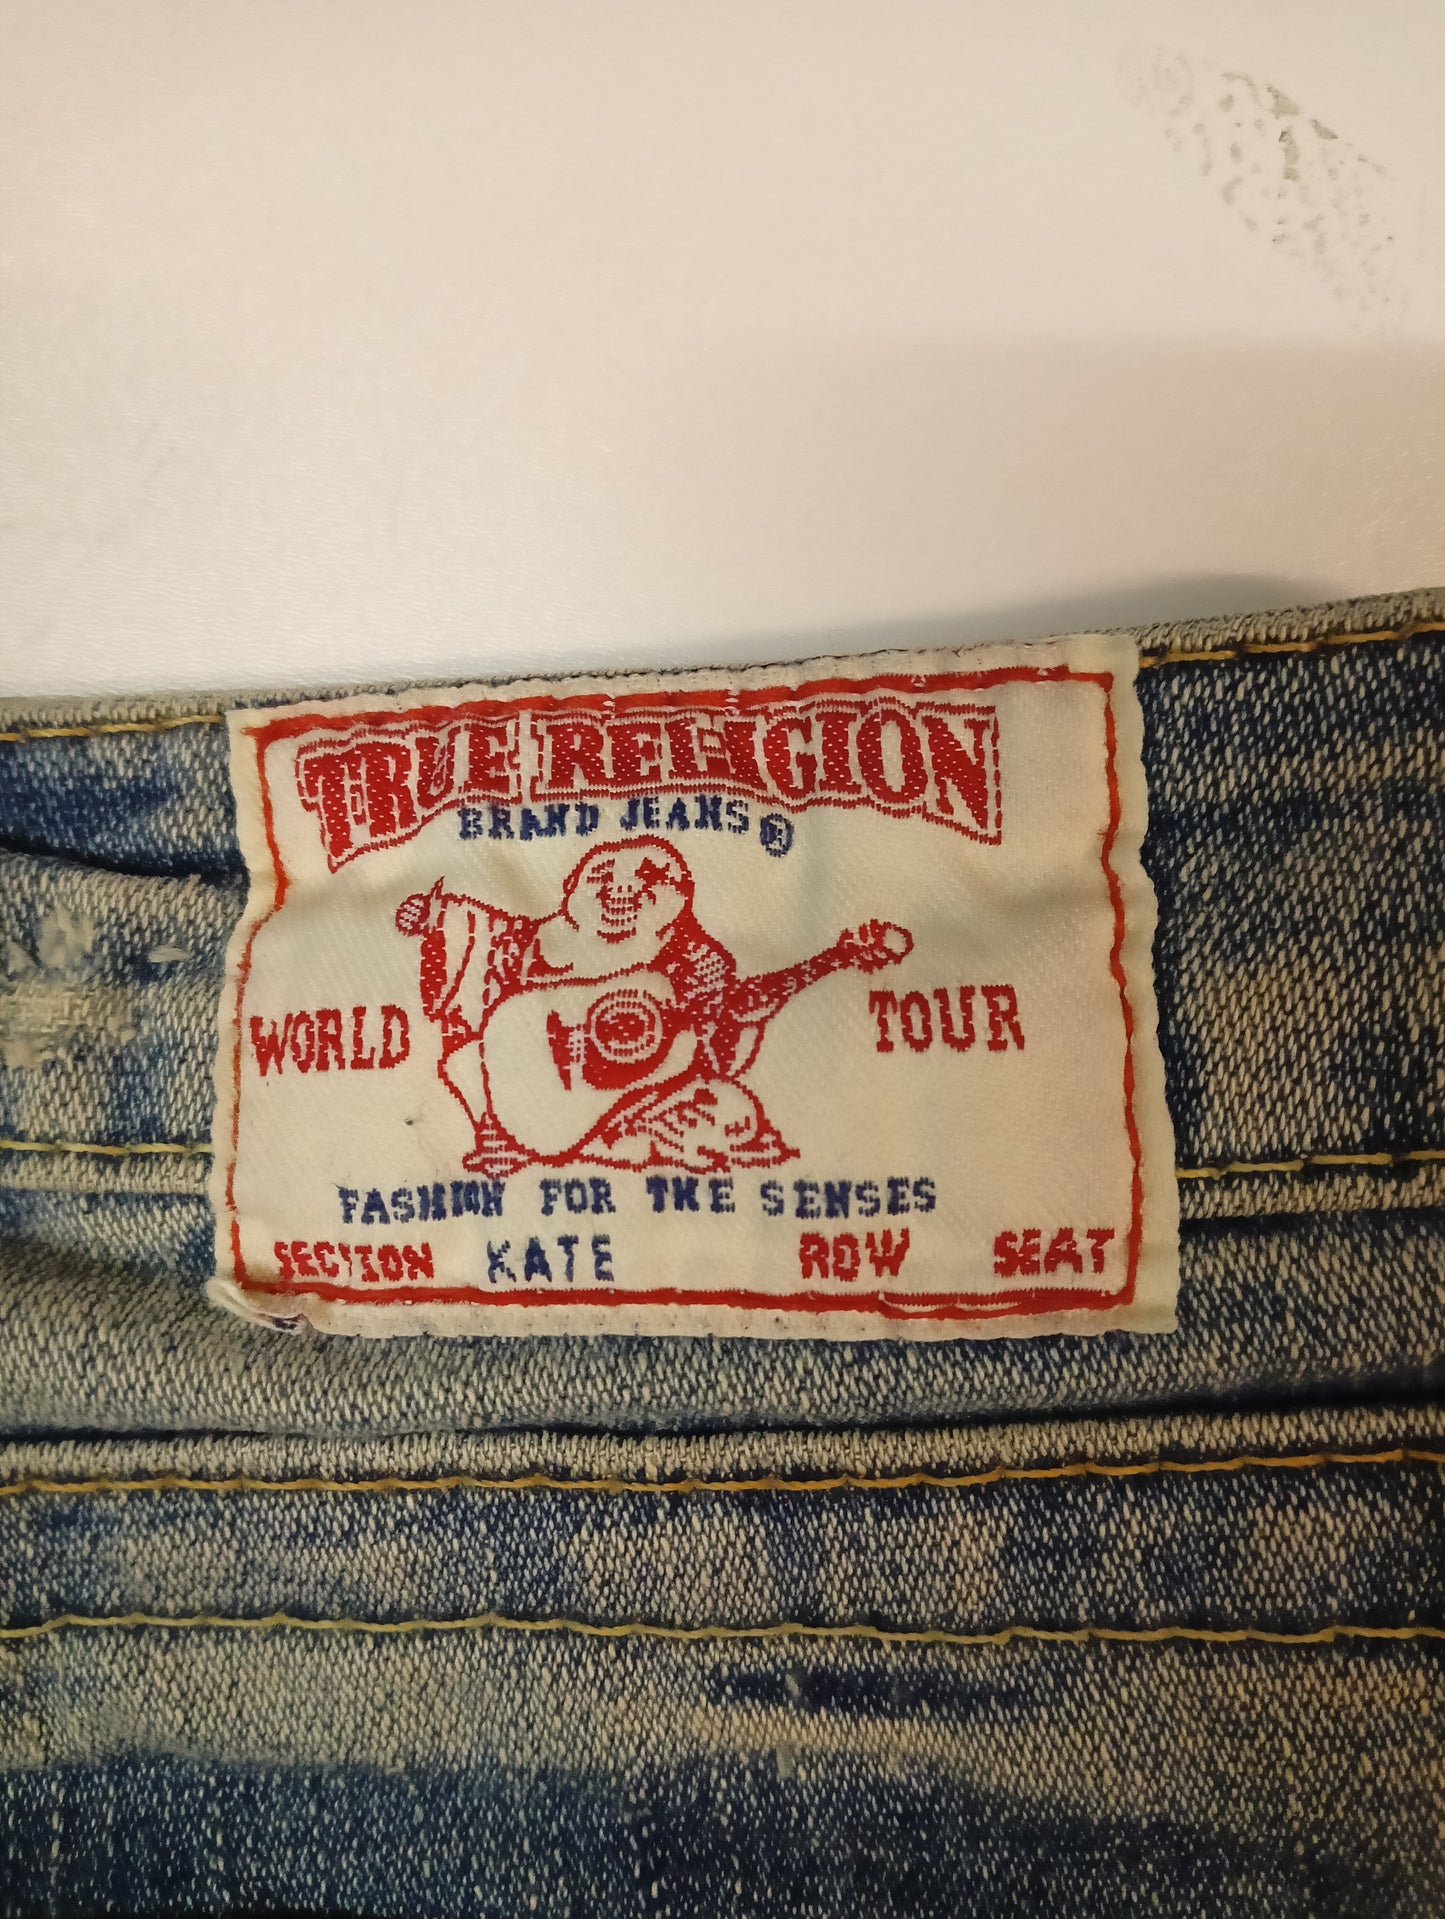 TRUE RELIGION
BRAND JEANS ®
WORLD TOUR
FASHION FOR THE SENSES
SECTION KATE ROW SEAT